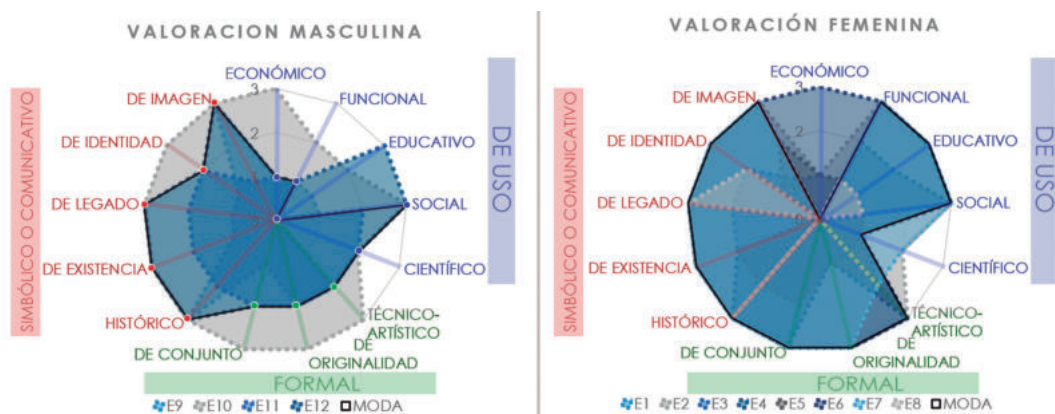 VALORACION MASCULINA
SIMBÓLICO O COMUNICATIVO
DE USO
ECONÓMICO
FUNCIONAL
EDUCATIVO
SOCIAL
CIENTÍFICO
TÉCNICO-
ARTÍSTICO
DE
ORIGINALIDAD
DE CONJUNTO
HISTÓRICO
DE EXISTENCIA
DE LEGADO
DE IDENTIDAD
DE IMAGEN
3
2
1
FORMAL
E9 E10 E11 E12 MODA
VALORACIÓN FEMENINA
SIMBÓLICO O COMUNICATIVO
DE USO
ECONÓMICO
FUNCIONAL
EDUCATIVO
SOCIAL
CIENTÍFICO
TÉCNICO-
ARTÍSTICO
DE
ORIGINALIDAD
DE CONJUNTO
HISTÓRICO
DE EXISTENCIA
DE LEGADO
DE IDENTIDAD
DE IMAGEN
3
2
FORMAL
E1 E2 E3 E4 E5 E6 E7 E8 MODA